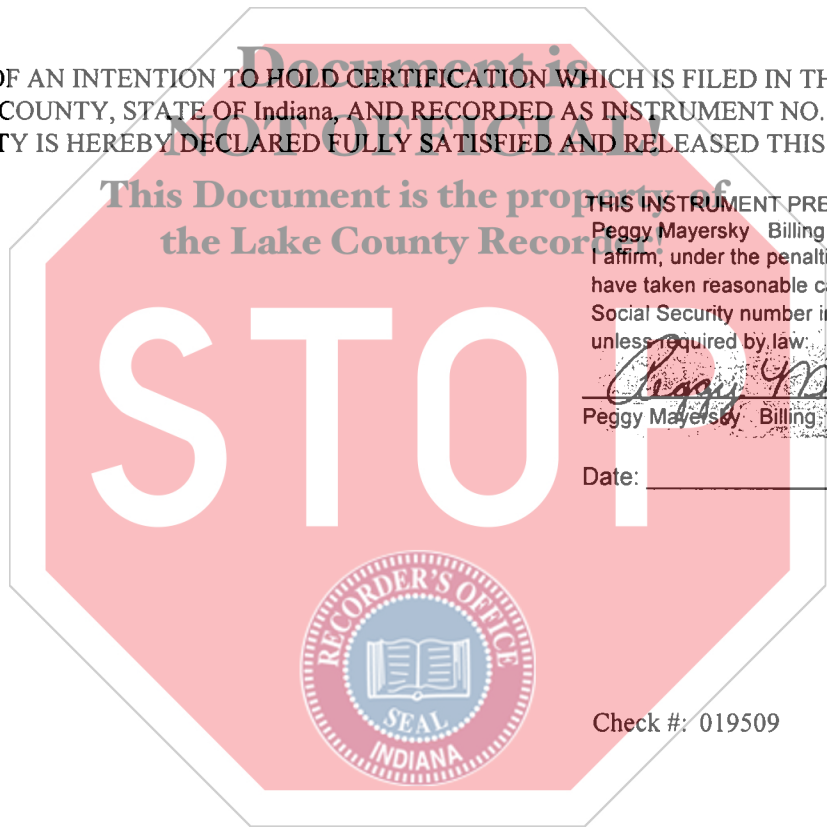 Document is
OF AN INTENTION TO HOLD CERTIFICATION WHICH IS FILED IN TH
COUNTY, STATE OF Indiana, AND RECORDED AS INSTRUMENT NO.
NOT OFFICIAL!
TY IS HEREBY DECLARED FULLY SATISFIED AND RELEASED THIS
This Document is the property of
the Lake County Recorder!
THIS INSTRUMENT PRE
Peggy Mayersky Billing
I affirm, under the penalti
have taken reasonable ca
Social Security number in
unless required by law:
Peggy M
Peggy Mayersky Billing
Date:
STOP
RECORDER'S OFFICE
SEAL
INDIANA
Check #: 019509